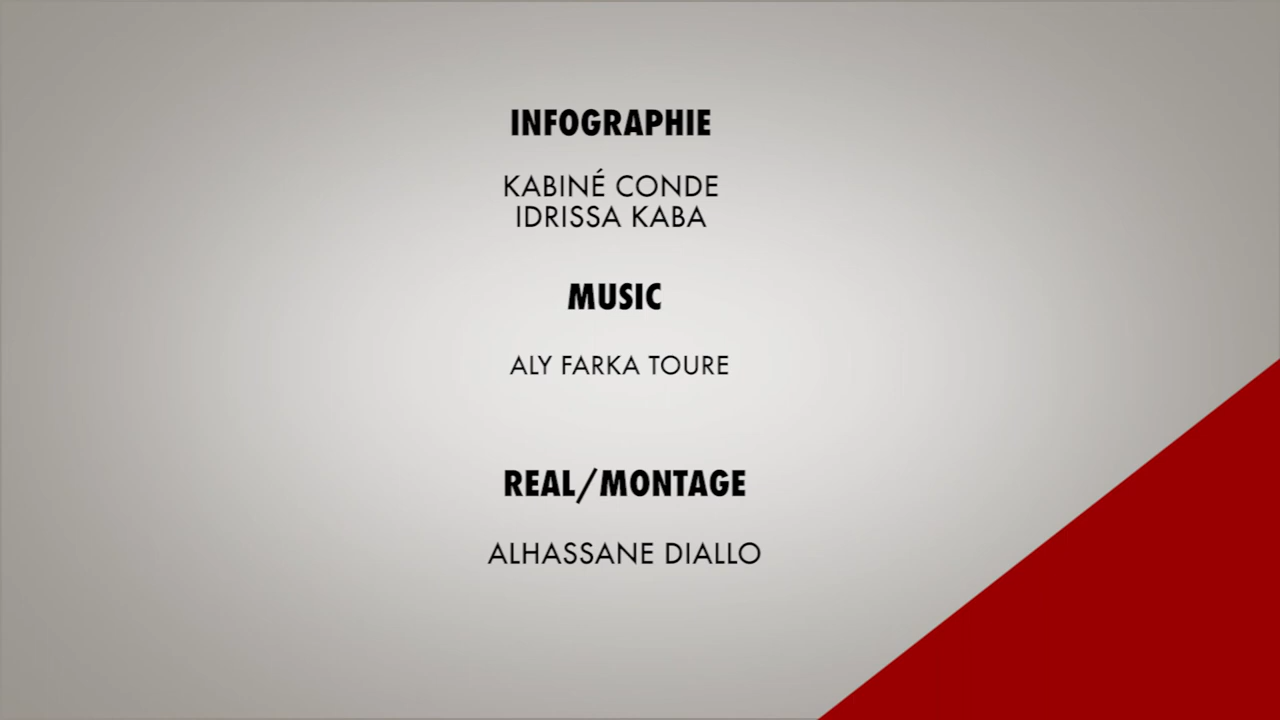 INFOGRAPHIE
KABINÉ CONDE
IDRISSA KABA
MUSIC
ALY FARKA TOURE
REAL/MONTAGE
ALHASSANE DIALLO